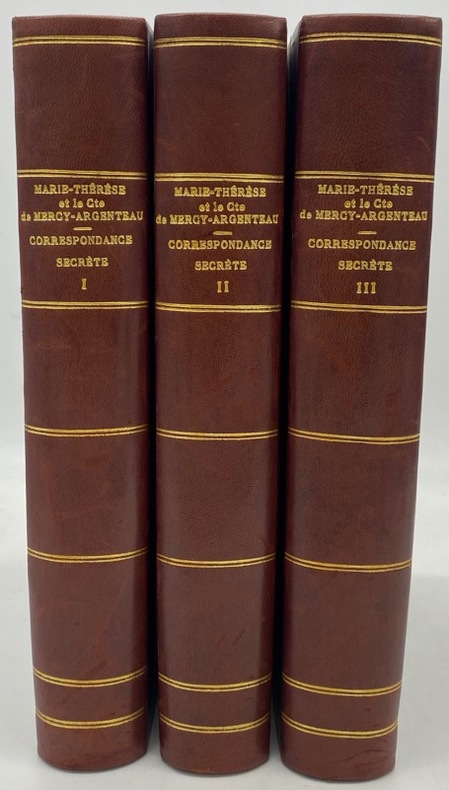 MARIE-THÉRÈSE
et le Cte
de MERCY-ARGENTEAU
CORRESPONDANCE
SECRÈTE
I
MARIE-THÉRÈSE
et le Cte
de MERCY-ARGENTEAU
CORRESPONDANCE
SECRÈTE
II
MARIE-THÉRÈSE
et le Cte
de MERCY-ARGENTEAU
CORRESPONDANCE
SECRÈTE
III